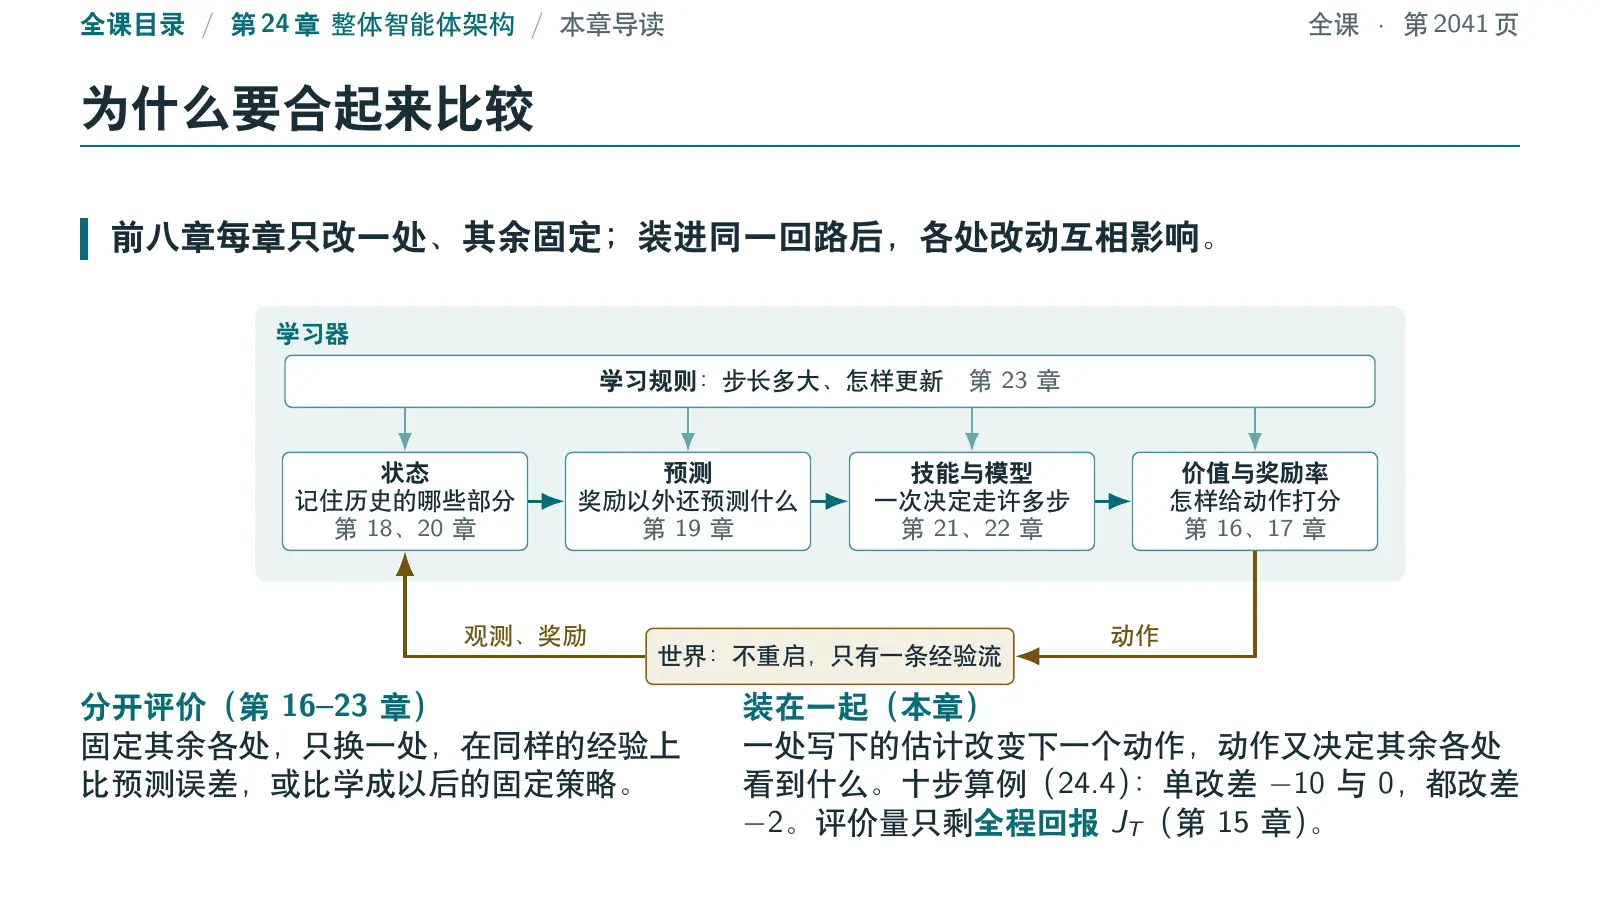 全课目录 / 第 24 章 整体智能体架构 / 本章导读
全课 · 第 2041 页
为什么要合起来比较
前八章每章只改一处、其余固定；装进同一回路后，各处改动互相影响。
学习器
学习规则：步长多大、怎样更新 第 23 章
状态
记住历史的哪些部分
第 18、20 章
预测
奖励以外还预测什么
第 19 章
技能与模型
一次决定走许多步
第 21、22 章
价值与奖励率
怎样给动作打分
第 16、17 章
观测、奖励
世界：不重启，只有一条经验流
动作
分开评价（第 16–23 章）
固定其余各处，只换一处，在同样的经验上
比预测误差，或比学成以后的固定策略。
装在一起（本章）
一处写下的估计改变下一个动作，动作又决定其余各处
看到什么。十步算例（24.4）：单改差 −10 与 0，都改差
−2。评价量只剩全程回报 J_T（第 15 章）。